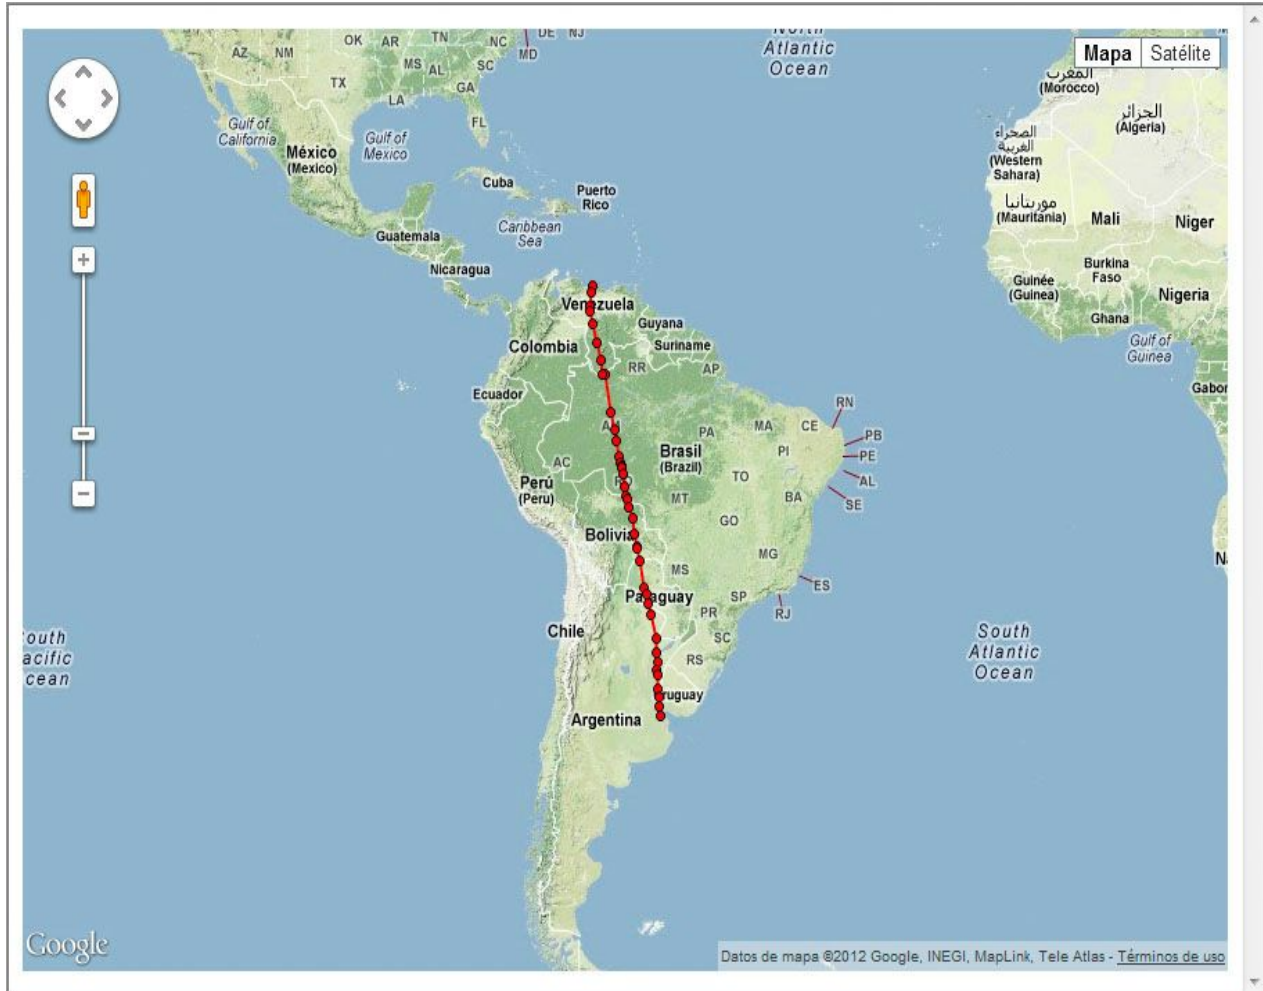 North
Atlantic
Ocean
Mapa
Satélite
DE
NJ
OK
AR
TN
NC
MD
AZ
NM
MS
AL
SC
TX
GA
LA
FL
المغرب
(Morocco)
الجزائر
(Algeria)
Gulf of
California
Gulf of
Mexico
México
(Mexico)
الصحراء
الغربية
(Western
Sahara)
Cuba
Puerto
Rico
موريتانيا
(Mauritania)
Mali
Niger
Guatemala
Caribbean
Sea
Nicaragua
Burkina
Faso
Guinée
(Guinea)
Nigeria
Ghana
Gulf of
Guinea
Venezuela
Guyana
Suriname
Colombia
RR
AP
Ecuador
Gabon
RN
AM
PA
MA
CE
PB
PI
PE
Brasil
(Brazil)
AC
RO
TO
AL
Perú
(Peru)
MT
BA
SE
GO
Bolivia
MG
MS
ES
Paraguay
SP
PR
RJ
Chile
SC
RS
Uruguay
Argentina
South
Atlantic
Ocean
South
Pacific
Ocean
Google
Datos de mapa ©2012 Google, INEGI, MapLink, Tele Atlas - Términos de uso